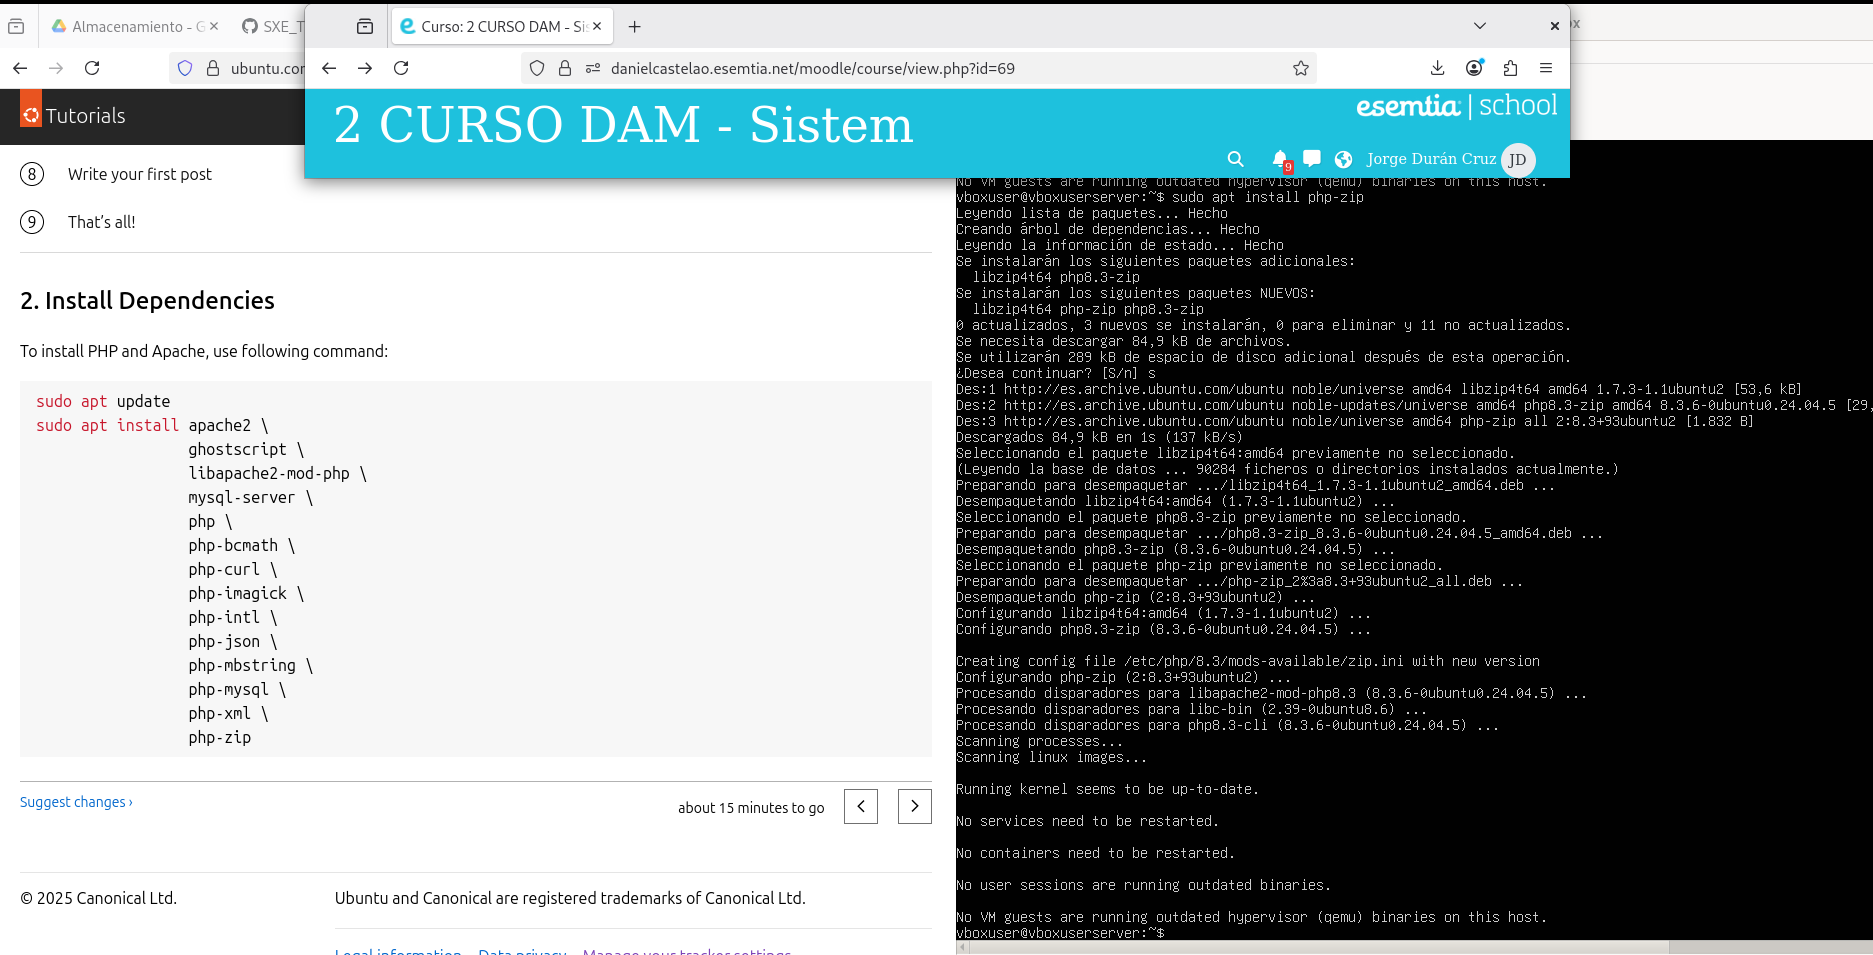 Almacenamiento - G
SXE_T
Curso: 2 CURSO DAM - Sis
ubuntu.cor
danielcastelao.esemtia.net/moodle/course/view.php?id=69
Tutorials
2 CURSO DAM - Sistem
esemtia | school
9
Jorge Durán Cruz
JD
8 Write your first post
9 That's all!
2. Install Dependencies
To install PHP and Apache, use following command:
sudo apt update
sudo apt install apache2 \
ghostscript \
libapache2-mod-php \
mysql-server \
php \
php-bcmath \
php-curl \
php-imagick \
php-intl \
php-json \
php-mbstring \
php-mysql \
php-xml \
php-zip
Suggest changes ›
about 15 minutes to go
© 2025 Canonical Ltd.
Ubuntu and Canonical are registered trademarks of Canonical Ltd.
Legal information Data privacy Manage your tracker settings
No VM guests are running outdated hypervisor (qemu) binaries on this host.
vboxuser@vboxuserserver:~$ sudo apt install php-zip
Leyendo lista de paquetes... Hecho
Creando árbol de dependencias... Hecho
Leyendo la información de estado... Hecho
Se instalarán los siguientes paquetes adicionales:
libzip4t64 php8.3-zip
Se instalarán los siguientes paquetes NUEVOS:
libzip4t64 php-zip php8.3-zip
0 actualizados, 3 nuevos se instalarán, 0 para eliminar y 11 no actualizados.
Se necesita descargar 84,9 kB de archivos.
Se utilizarán 289 kB de espacio de disco adicional después de esta operación.
¿Desea continuar? [S/n] s
Des:1 http://es.archive.ubuntu.com/ubuntu noble/universe amd64 libzip4t64 amd64 1.7.3-1.1ubuntu2 [53,6 kB]
Des:2 http://es.archive.ubuntu.com/ubuntu noble-updates/universe amd64 php8.3-zip amd64 8.3.6-0ubuntu0.24.04.5 [29,
Des:3 http://es.archive.ubuntu.com/ubuntu noble/universe amd64 php-zip all 2:8.3+93ubuntu2 [1.832 B]
Descargados 84,9 kB en 1s (137 kB/s)
Seleccionando el paquete libzip4t64:amd64 previamente no seleccionado.
(Leyendo la base de datos ... 90284 ficheros o directorios instalados actualmente.)
Preparando para desempaquetar .../libzip4t64_1.7.3-1.1ubuntu2_amd64.deb ...
Desempaquetando libzip4t64:amd64 (1.7.3-1.1ubuntu2) ...
Seleccionando el paquete php8.3-zip previamente no seleccionado.
Preparando para desempaquetar .../php8.3-zip_8.3.6-0ubuntu0.24.04.5_amd64.deb ...
Desempaquetando php8.3-zip (8.3.6-0ubuntu0.24.04.5) ...
Seleccionando el paquete php-zip previamente no seleccionado.
Preparando para desempaquetar .../php-zip_2%3a8.3+93ubuntu2_all.deb ...
Desempaquetando php-zip (2:8.3+93ubuntu2) ...
Configurando libzip4t64:amd64 (1.7.3-1.1ubuntu2) ...
Configurando php8.3-zip (8.3.6-0ubuntu0.24.04.5) ...
Creating config file /etc/php/8.3/mods-available/zip.ini with new version
Configurando php-zip (2:8.3+93ubuntu2) ...
Procesando disparadores para libapache2-mod-php8.3 (8.3.6-0ubuntu0.24.04.5) ...
Procesando disparadores para libc-bin (2.39-0ubuntu8.6) ...
Procesando disparadores para php8.3-cli (8.3.6-0ubuntu0.24.04.5) ...
Scanning processes...
Scanning linux images...
Running kernel seems to be up-to-date.
No services need to be restarted.
No containers need to be restarted.
No user sessions are running outdated binaries.
No VM guests are running outdated hypervisor (qemu) binaries on this host.
vboxuser@vboxuserserver:~$